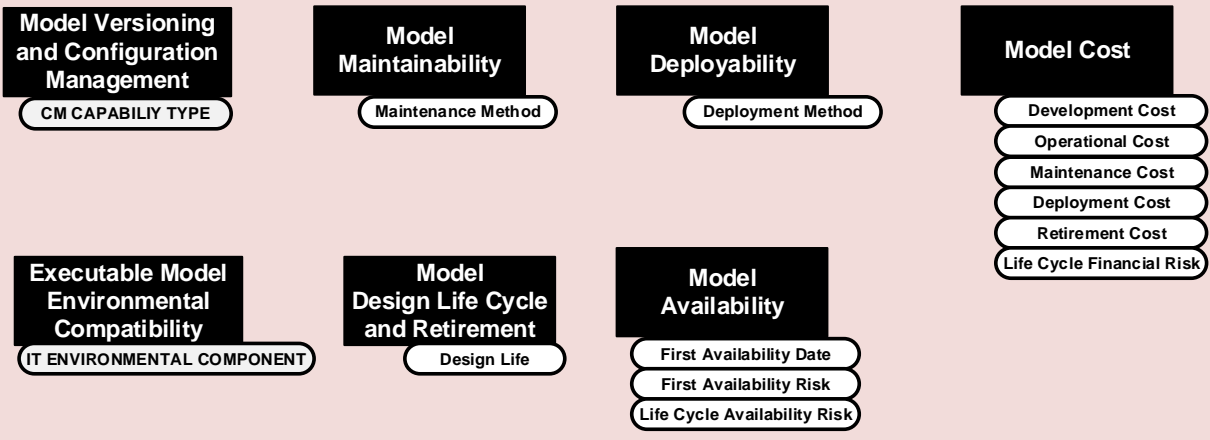 Model Versioning
and Configuration
Management
CM CAPABILIY TYPE
Model
Maintainability
Maintenance Method
Model
Deployability
Deployment Method
Model Cost
Development Cost
Operational Cost
Maintenance Cost
Deployment Cost
Retirement Cost
Life Cycle Financial Risk
Executable Model
Environmental
Compatibility
IT ENVIRONMENTAL COMPONENT
Model
Design Life Cycle
and Retirement
Design Life
Model
Availability
First Availability Date
First Availability Risk
Life Cycle Availability Risk